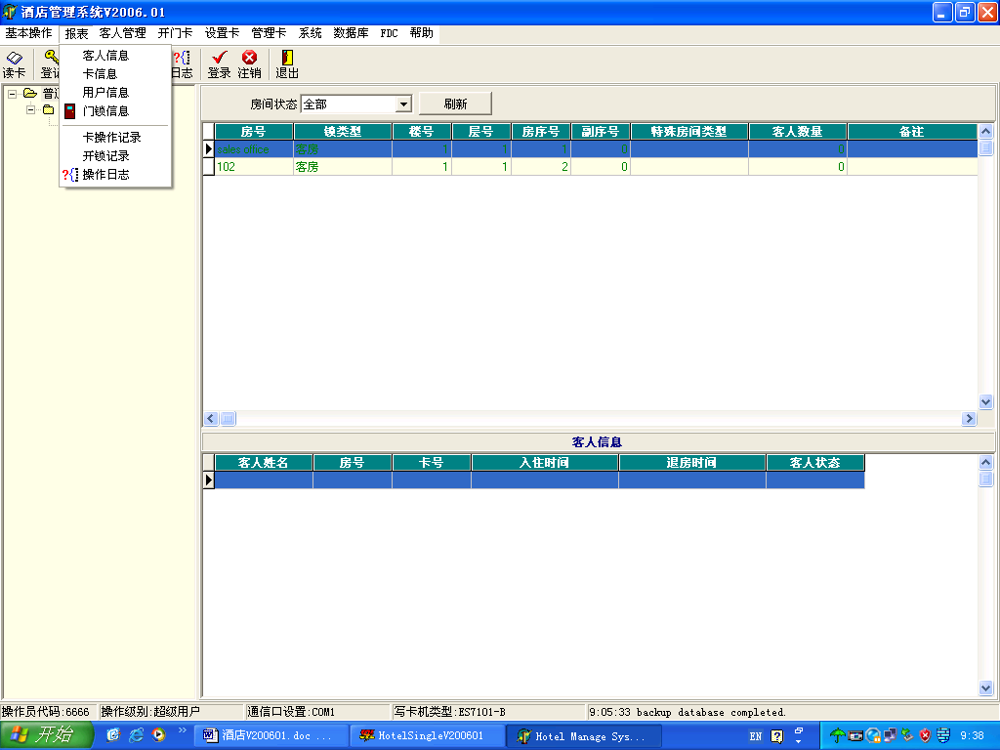 酒店管理系统V2006.01
基本操作 报表 客人管理 开门卡 设置卡 管理卡 系统 数据库 FDC 帮助
读卡 登录 注销 退出
客人信息
卡信息
用户信息
门锁信息
卡操作记录
开锁记录
操作日志
房间状态 全部 刷新
房号 锁类型 楼号 层号 房序号 副序号 特殊房间类型 客人数量 备注
sales office 客房 1 1 1 0 0
102 客房 1 1 2 0 0
客人信息
客人姓名 房号 卡号 入住时间 退房时间 客人状态
操作员代码:6666 操作级别:超级用户 通信口设置:COM1 写卡机类型:ES7101-B 9:05:33 backup database completed.
开始 酒店V200601.doc ... HotelSingleV200601 Hotel Manage Sys... EN 9:38